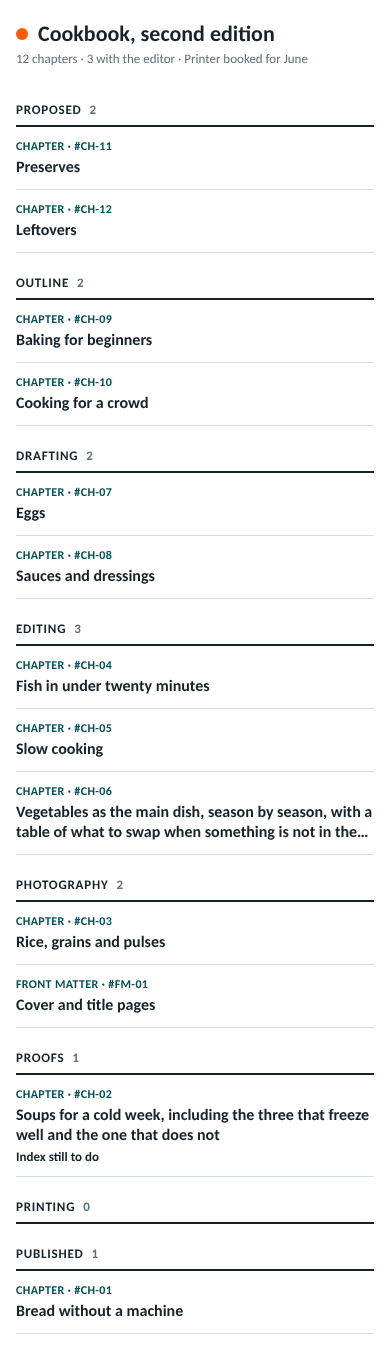 Cookbook, second edition
12 chapters · 3 with the editor · Printer booked for June
PROPOSED 2
CHAPTER · #CH-11
Preserves
CHAPTER · #CH-12
Leftovers
OUTLINE 2
CHAPTER · #CH-09
Baking for beginners
CHAPTER · #CH-10
Cooking for a crowd
DRAFTING 2
CHAPTER · #CH-07
Eggs
CHAPTER · #CH-08
Sauces and dressings
EDITING 3
CHAPTER · #CH-04
Fish in under twenty minutes
CHAPTER · #CH-05
Slow cooking
CHAPTER · #CH-06
Vegetables as the main dish, season by season, with a
table of what to swap when something is not in the…
PHOTOGRAPHY 2
CHAPTER · #CH-03
Rice, grains and pulses
FRONT MATTER · #FM-01
Cover and title pages
PROOFS 1
CHAPTER · #CH-02
Soups for a cold week, including the three that freeze
well and the one that does not
Index still to do
PRINTING 0
PUBLISHED 1
CHAPTER · #CH-01
Bread without a machine